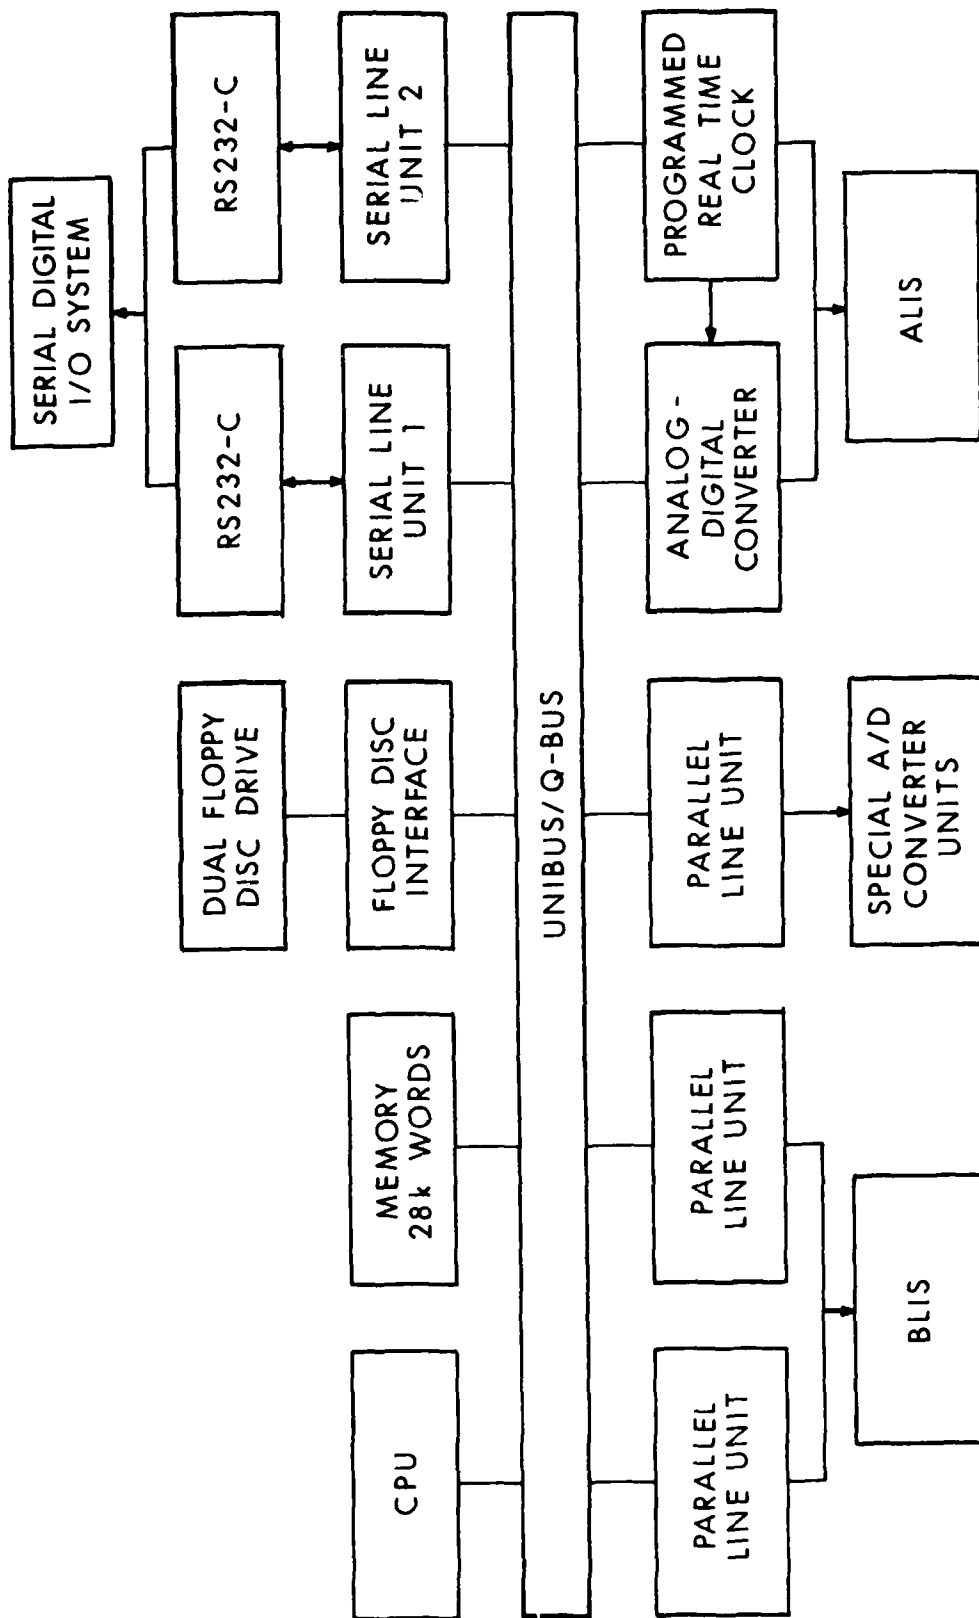 SERIAL DIGITAL
I/O SYSTEM
DUAL FLOPPY
DISC DRIVE
RS232-C
RS232-C
CPU
MEMORY
28k WORDS
FLOPPY DISC
INTERFACE
SERIAL LINE
UNIT 1
SERIAL LINE
UNIT 2
UNIBUS/Q-BUS
PARALLEL
LINE UNIT
PARALLEL
LINE UNIT
PARALLEL
LINE UNIT
ANALOG-
DIGITAL
CONVERTER
PROGRAMMED
REAL TIME
CLOCK
BLIS
SPECIAL A/D
CONVERTER
UNITS
ALIS